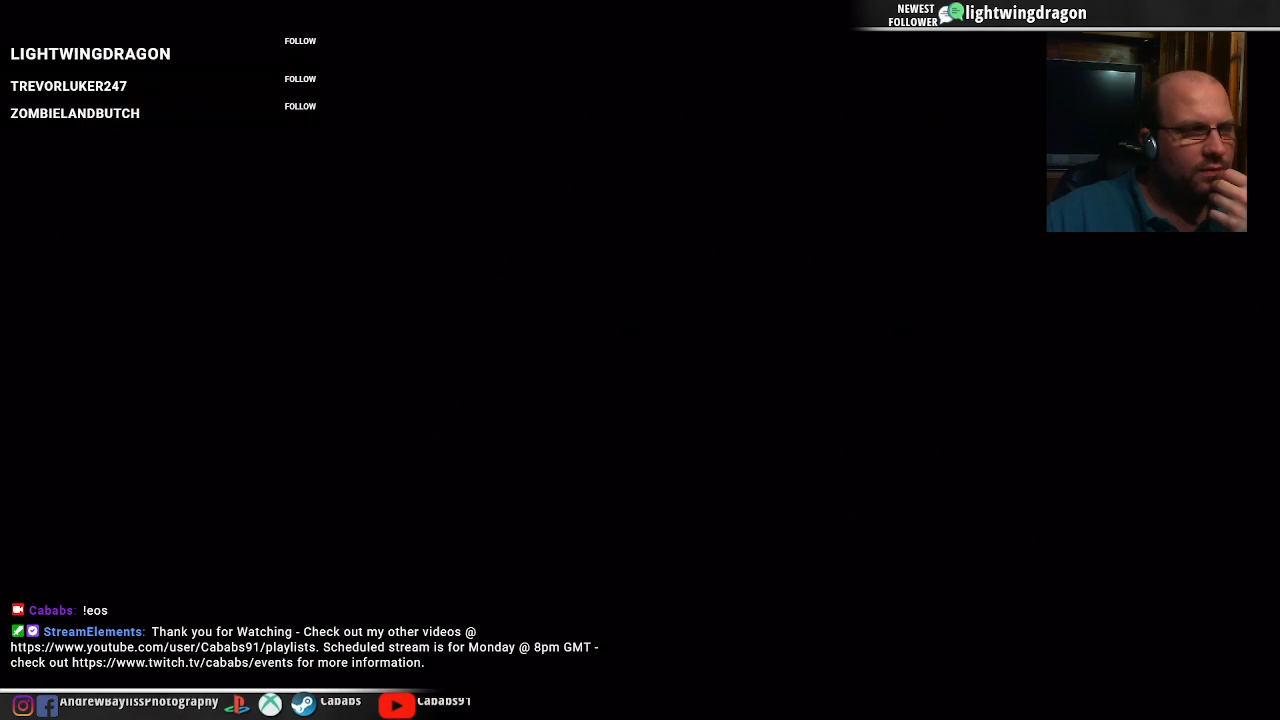 NEWEST
FOLLOWER
lightwingdragon
LIGHTWINGDRAGON FOLLOW
TREVORLUKER247 FOLLOW
ZOMBIELANDBUTCH FOLLOW
Cababs: !eos
StreamElements: Thank you for Watching - Check out my other videos @
https://www.youtube.com/user/Cababs91/playlists. Scheduled stream is for Monday @ 8pm GMT -
check out https://www.twitch.tv/cababs/events for more information.
AndrewBaylissPhotography Cababs Cababs91